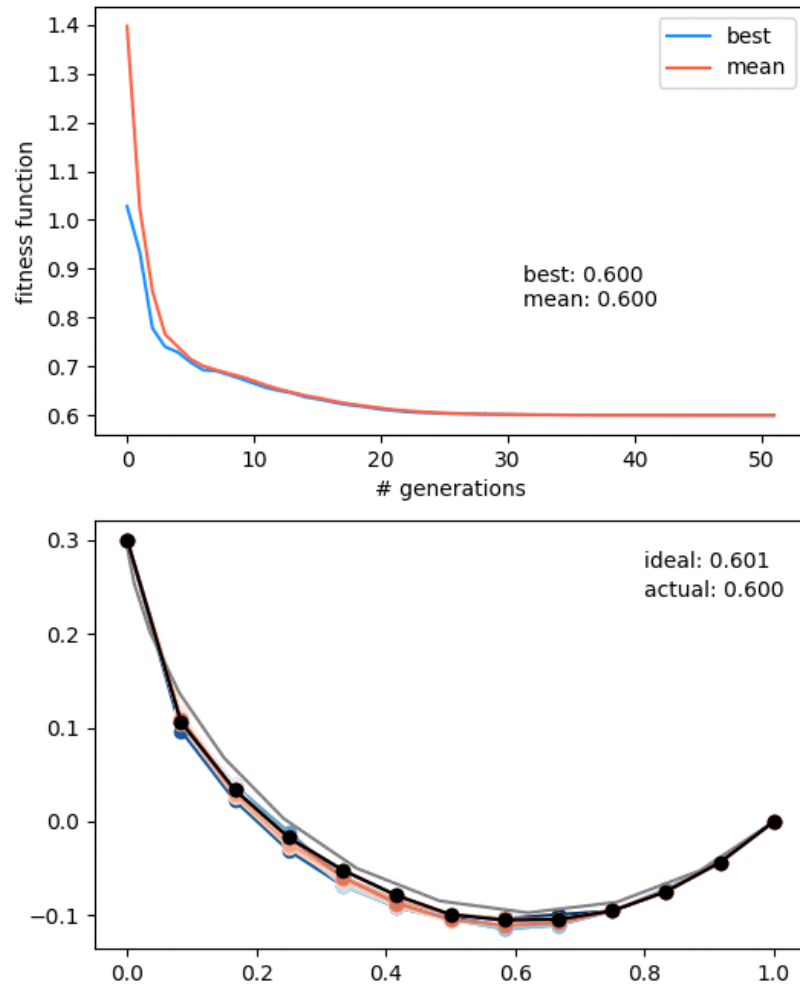 1.4
1.3
1.2
1.1
1.0
0.9
0.8
0.7
0.6
fitness function
best
mean
best: 0.600
mean: 0.600
0 10 20 30 40 50
# generations
0.3
0.2
0.1
0.0
−0.1
ideal: 0.601
actual: 0.600
0.0 0.2 0.4 0.6 0.8 1.0